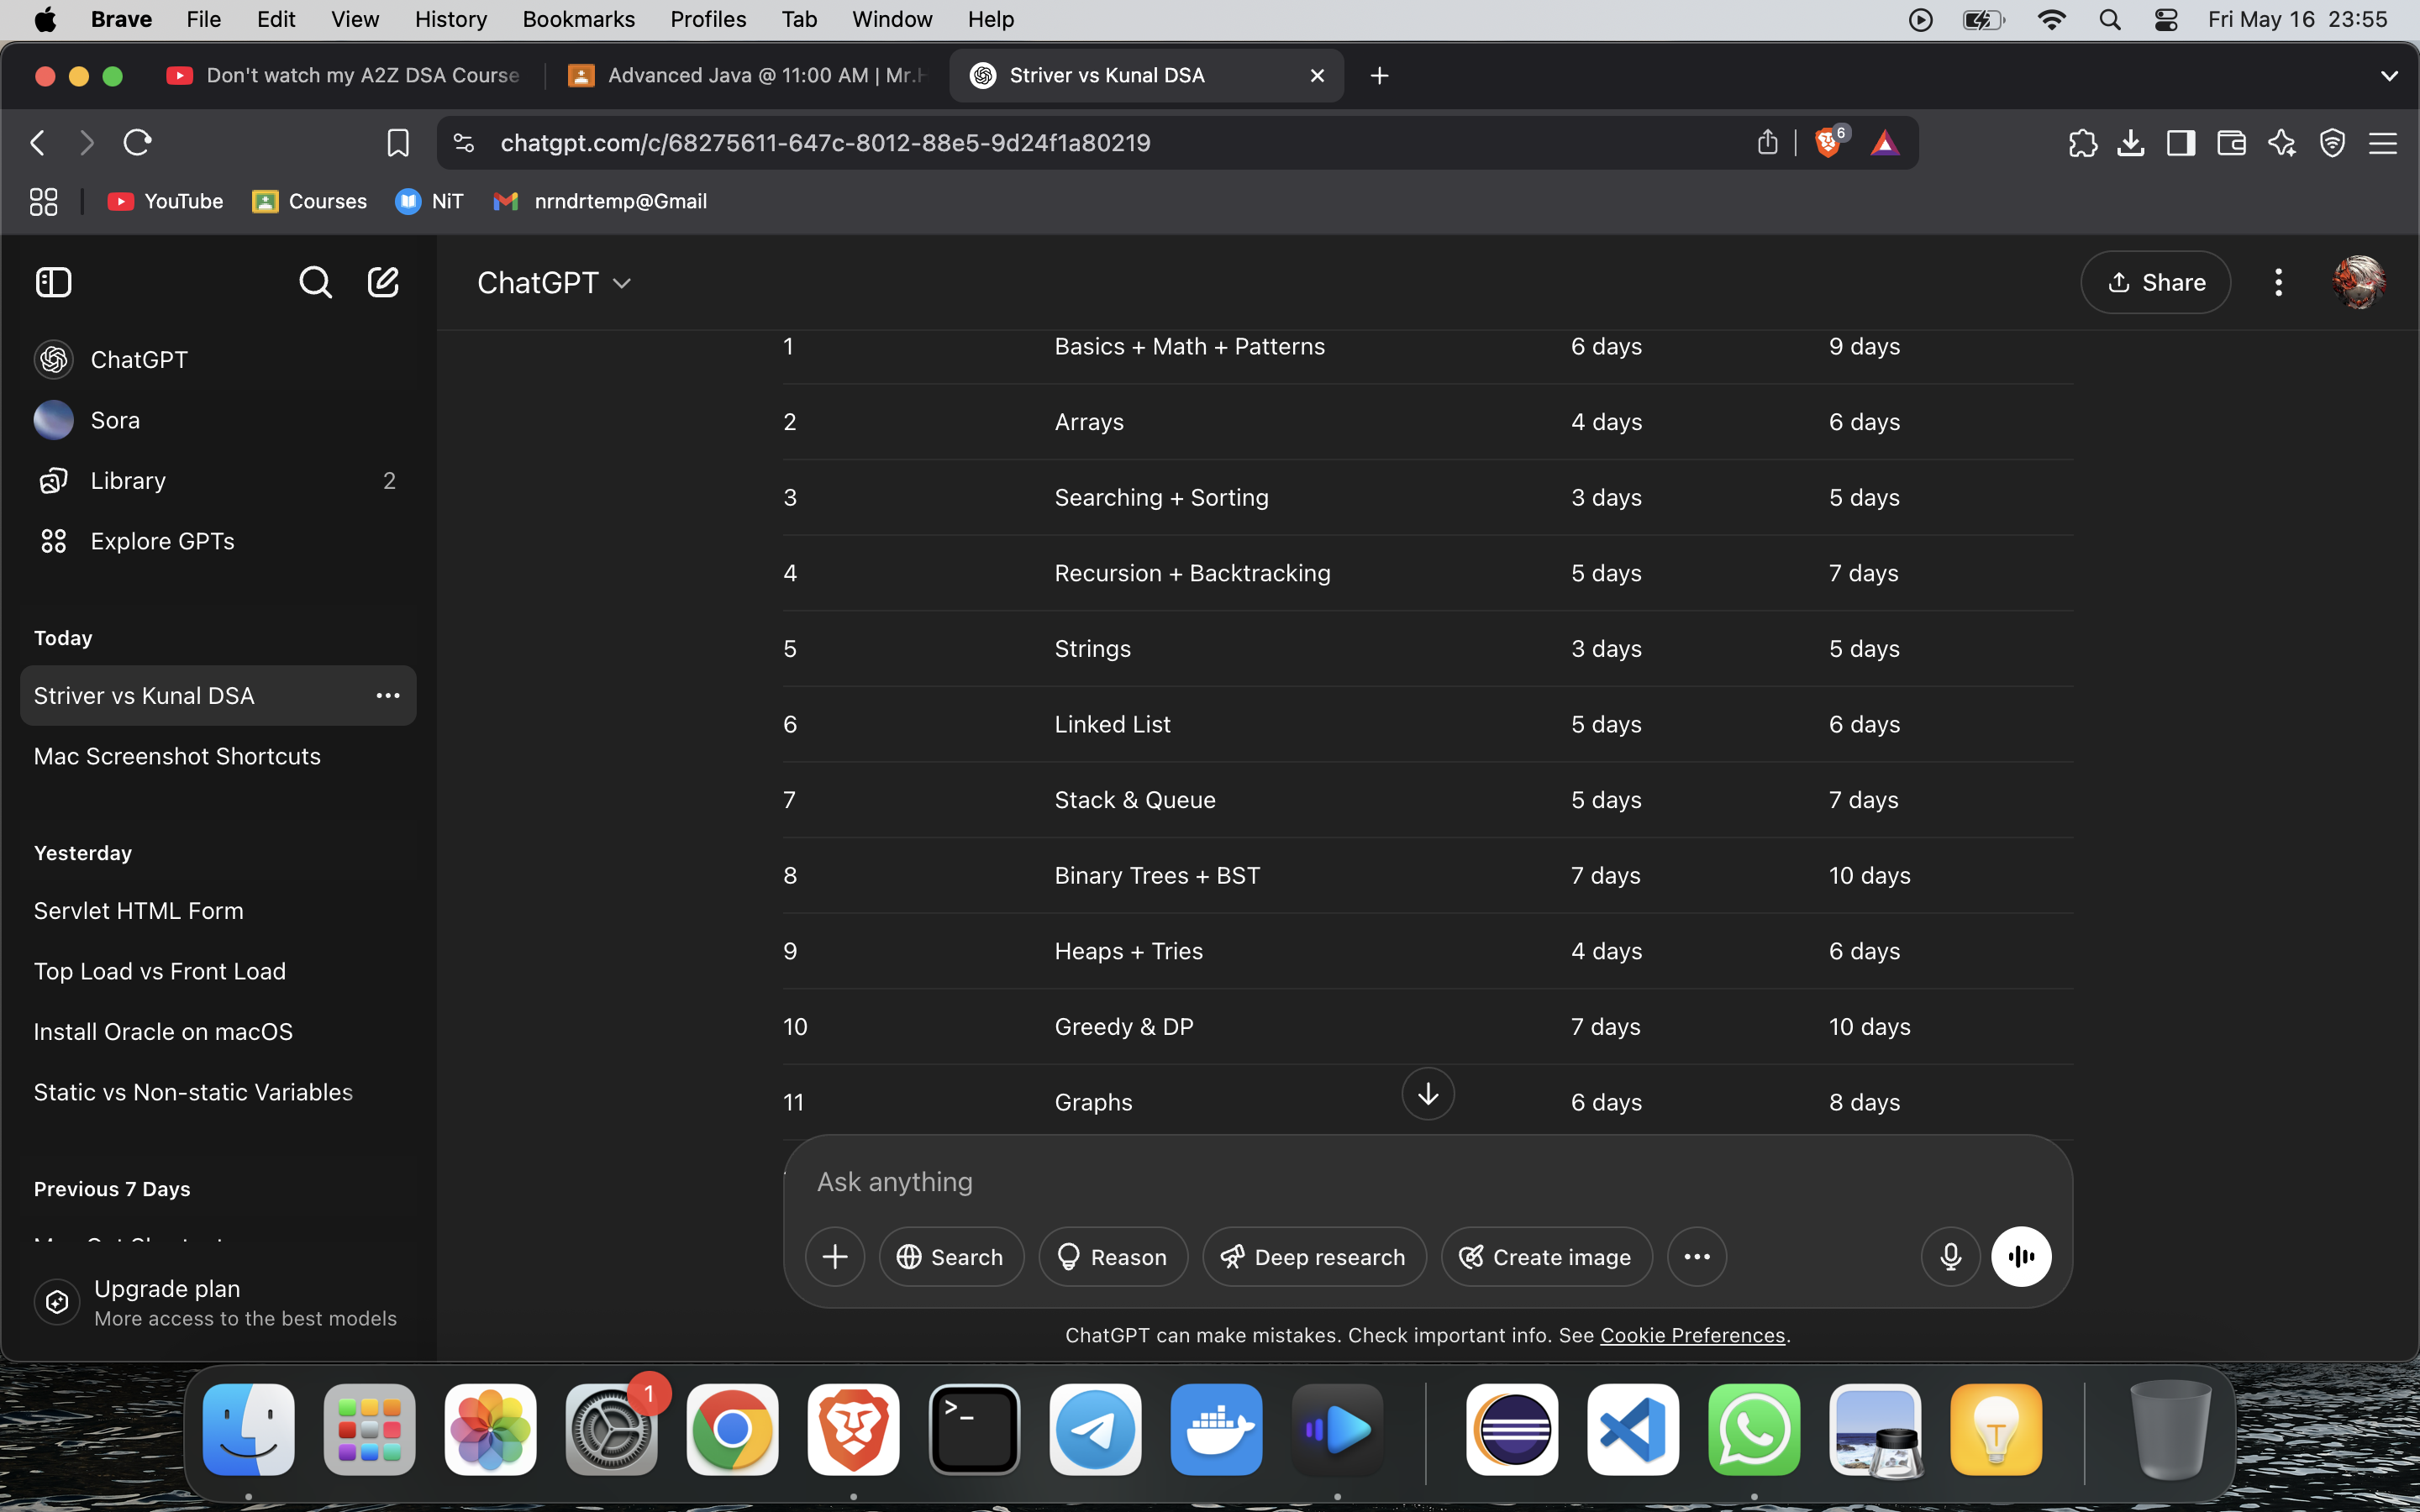 Brave File Edit View History Bookmarks Profiles Tab Window Help Fri May 16 23:55
Don't watch my A2Z DSA Course Advanced Java @ 11:00 AM | Mr. Striver vs Kunal DSA
chatgpt.com/c/68275611-647c-8012-88e5-9d24f1a80219 6
YouTube Courses NiT nrndrtemp@Gmail
ChatGPT Share
ChatGPT
Sora
Library 2
Explore GPTs
Today
Striver vs Kunal DSA
Mac Screenshot Shortcuts
Yesterday
Servlet HTML Form
Top Load vs Front Load
Install Oracle on macOS
Static vs Non-static Variables
Previous 7 Days
Upgrade plan
More access to the best models
1 Basics + Math + Patterns 6 days 9 days
2 Arrays 4 days 6 days
3 Searching + Sorting 3 days 5 days
4 Recursion + Backtracking 5 days 7 days
5 Strings 3 days 5 days
6 Linked List 5 days 6 days
7 Stack & Queue 5 days 7 days
8 Binary Trees + BST 7 days 10 days
9 Heaps + Tries 4 days 6 days
10 Greedy & DP 7 days 10 days
11 Graphs 6 days 8 days
Ask anything
Search Reason Deep research Create image
ChatGPT can make mistakes. Check important info. See Cookie Preferences.
1
>_
T